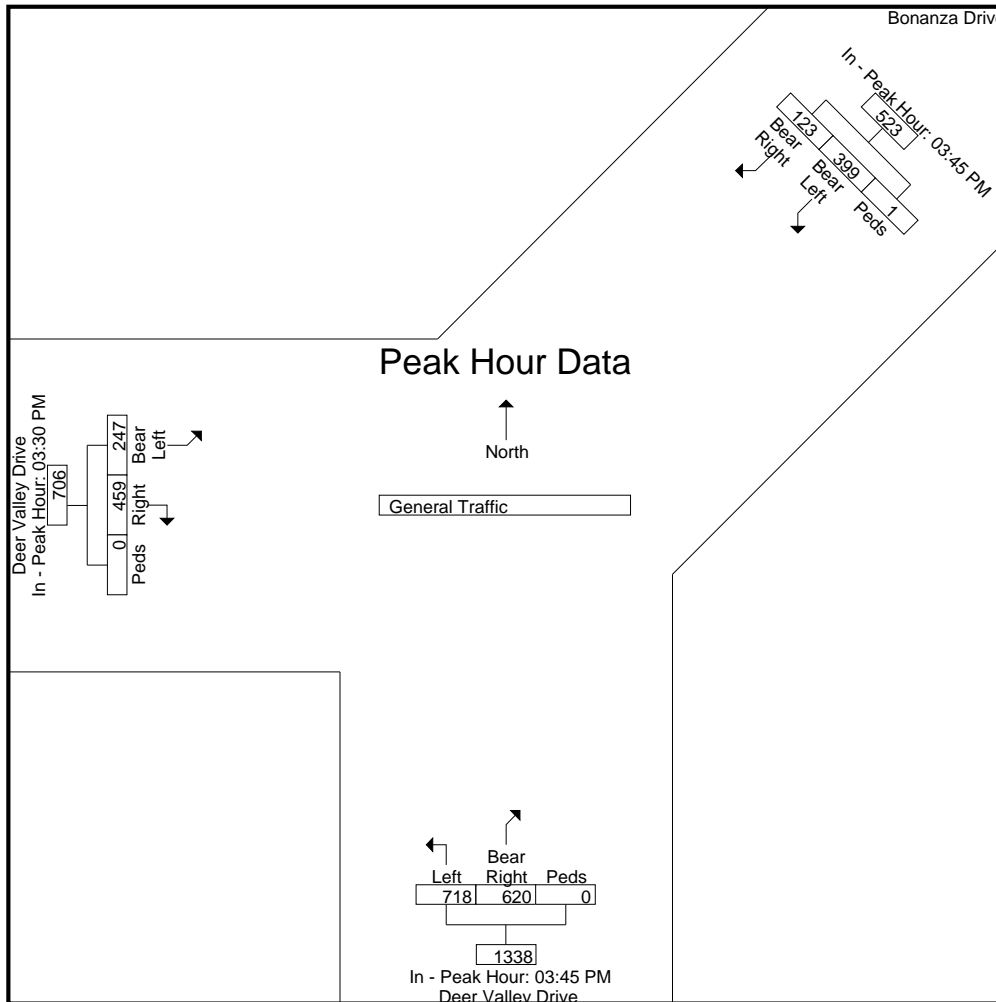 Bonanza Drive
In - Peak Hour: 03:45 PM
523
123 399 1
Bear Right
Bear Left
Peds
Peak Hour Data
North
General Traffic
Deer Valley Drive
In - Peak Hour: 03:30 PM
706
247 459 0
Bear Left
Right
Peds
Bear
Left Right Peds
718 620 0
1338
In - Peak Hour: 03:45 PM
Deer Valley Drive